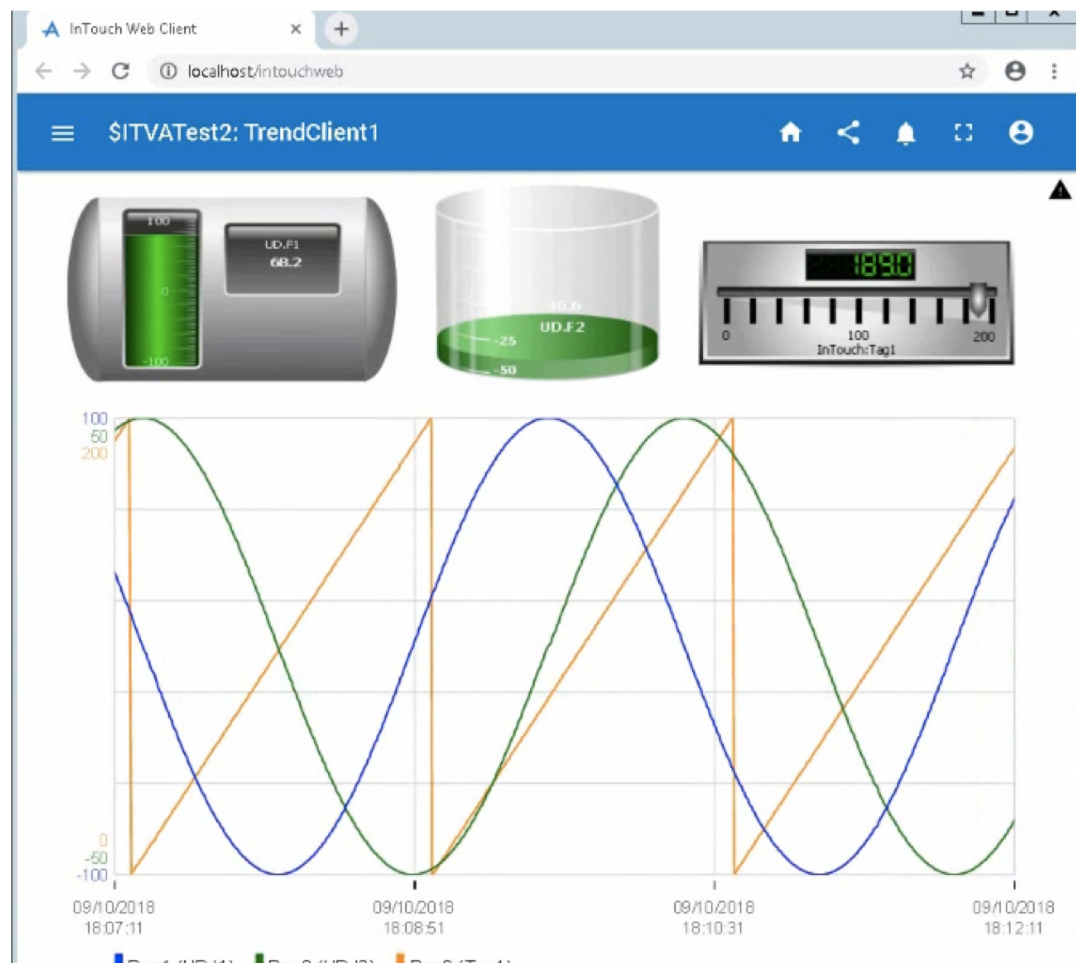 InTouch Web Client
localhost/intouchweb
$ITVATest2: TrendClient1
100
0
-100
UD.F1
68.2
UD.F2
-25
-50
189.0
0 100 200
InTouch:Tag1
100
50
200
0
-50
-100
09/10/2018 09/10/2018 09/10/2018 09/10/2018
18:07:11 18:08:51 18:10:31 18:12:11